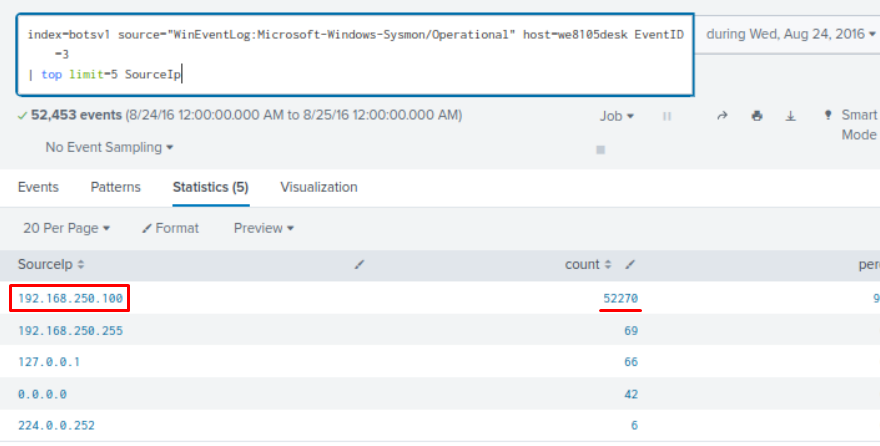 index=botsv1 source="WinEventLog:Microsoft-Windows-Sysmon/Operational" host=we8105desk EventID
=3
| top limit=5 SourceIp
during Wed, Aug 24, 2016
52,453 events (8/24/16 12:00:00.000 AM to 8/25/16 12:00:00.000 AM)
Job
Smart
Mode
No Event Sampling
Events Patterns Statistics (5) Visualization
20 Per Page Format Preview
SourceIp count per
192.168.250.100 52270 9
192.168.250.255 69
127.0.0.1 66
0.0.0.0 42
224.0.0.252 6